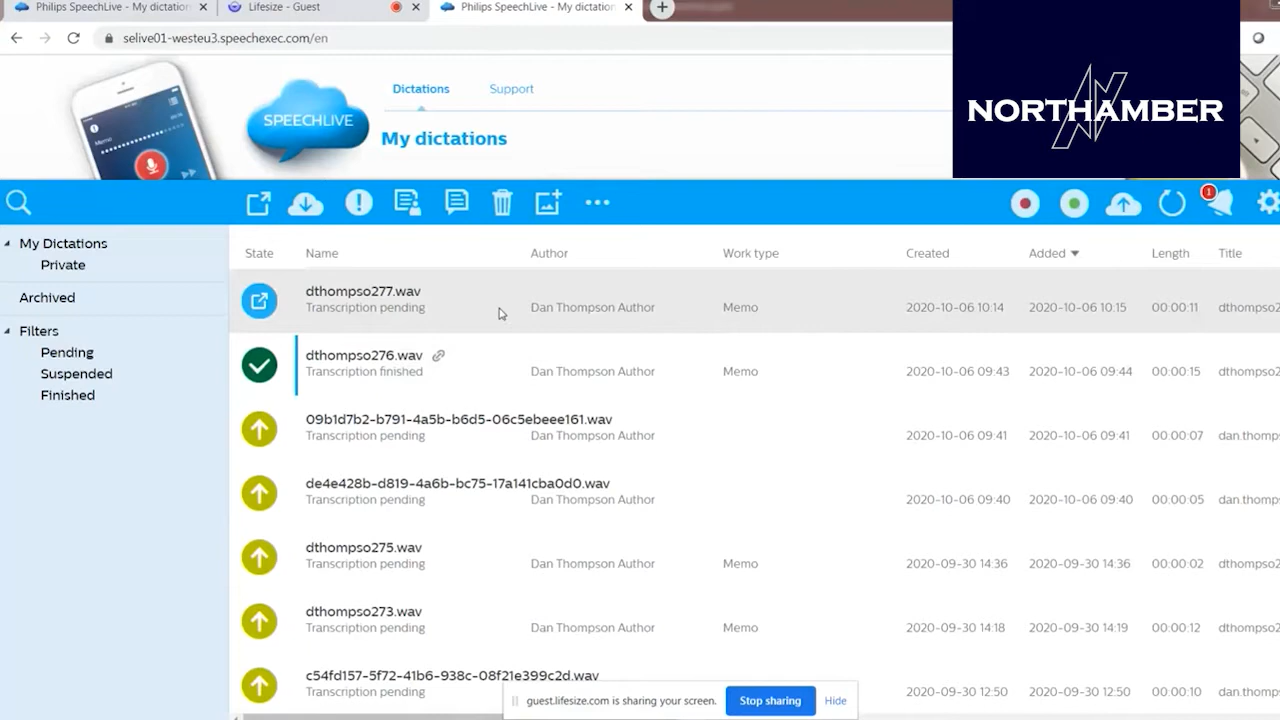 Philips SpeechLive - My dictation
Lifesize - Guest
Philips SpeechLive - My dictation
selive01-westeu3.speechexec.com/en
NORTHAMBER
Memo
SPEECHLIVE
Dictations
Support
My dictations
1
My Dictations
Private
Archived
Filters
Pending
Suspended
Finished
State Name Author Work type Created Added Length Title
dthompso277.wav
Transcription pending Dan Thompson Author Memo 2020-10-06 10:14 2020-10-06 10:15 00:00:11 dthompso2
dthompso276.wav
Transcription finished Dan Thompson Author Memo 2020-10-06 09:43 2020-10-06 09:44 00:00:15 dthompso2
09b1d7b2-b791-4a5b-b6d5-06c5ebeee161.wav
Transcription pending Dan Thompson Author 2020-10-06 09:41 2020-10-06 09:41 00:00:07 dan.thomps
de4e428b-d819-4a6b-bc75-17a141cba0d0.wav
Transcription pending Dan Thompson Author 2020-10-06 09:40 2020-10-06 09:40 00:00:05 dan.thomps
dthompso275.wav
Transcription pending Dan Thompson Author Memo 2020-09-30 14:36 2020-09-30 14:36 00:00:02 dthompso2
dthompso273.wav
Transcription pending Dan Thompson Author Memo 2020-09-30 14:18 2020-09-30 14:19 00:00:12 dthompso2
c54fd157-5f72-41b6-938c-08f21e399c2d.wav
Transcription pending 2020-09-30 12:50 2020-09-30 12:50 00:00:10 dan.thomps
guest.lifesize.com is sharing your screen. Stop sharing Hide